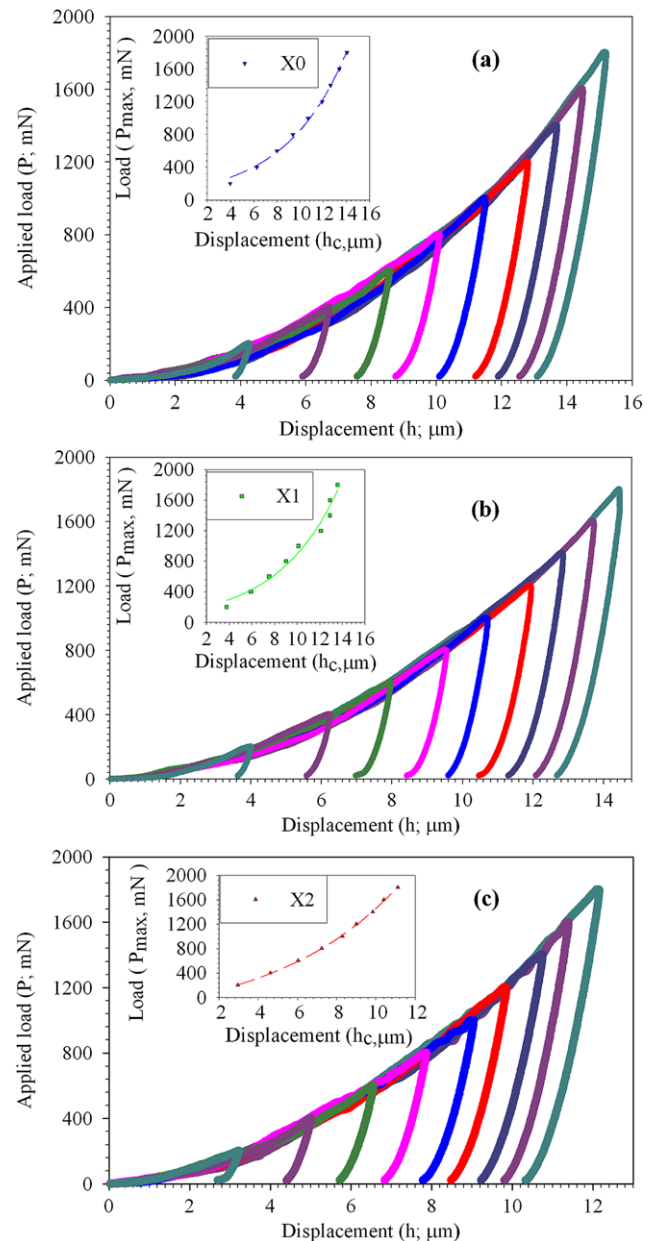 (a)
X0
Load ( Pmax, mN )
2000
1600
1200
800
400
0
2 4 6 8 10 12 14 16
Displacement (hc,μm)
Applied load (P; mN)
2000
1600
1200
800
400
0
0 2 4 6 8 10 12 14 16
Displacement (h; μm)
(b)
X1
Load ( Pmax, mN )
2000
1600
1200
800
400
0
2 4 6 8 10 12 14 16
Displacement (hc,μm)
Applied load (P; mN)
2000
1600
1200
800
400
0
0 2 4 6 8 10 12 14
Displacement (h; μm)
(c)
X2
Load ( Pmax, mN )
2000
1600
1200
800
400
0
2 4 6 8 10 12
Displacement (hc,μm)
Applied load (P; mN)
2000
1600
1200
800
400
0
0 2 4 6 8 10 12
Displacement (h; μm)